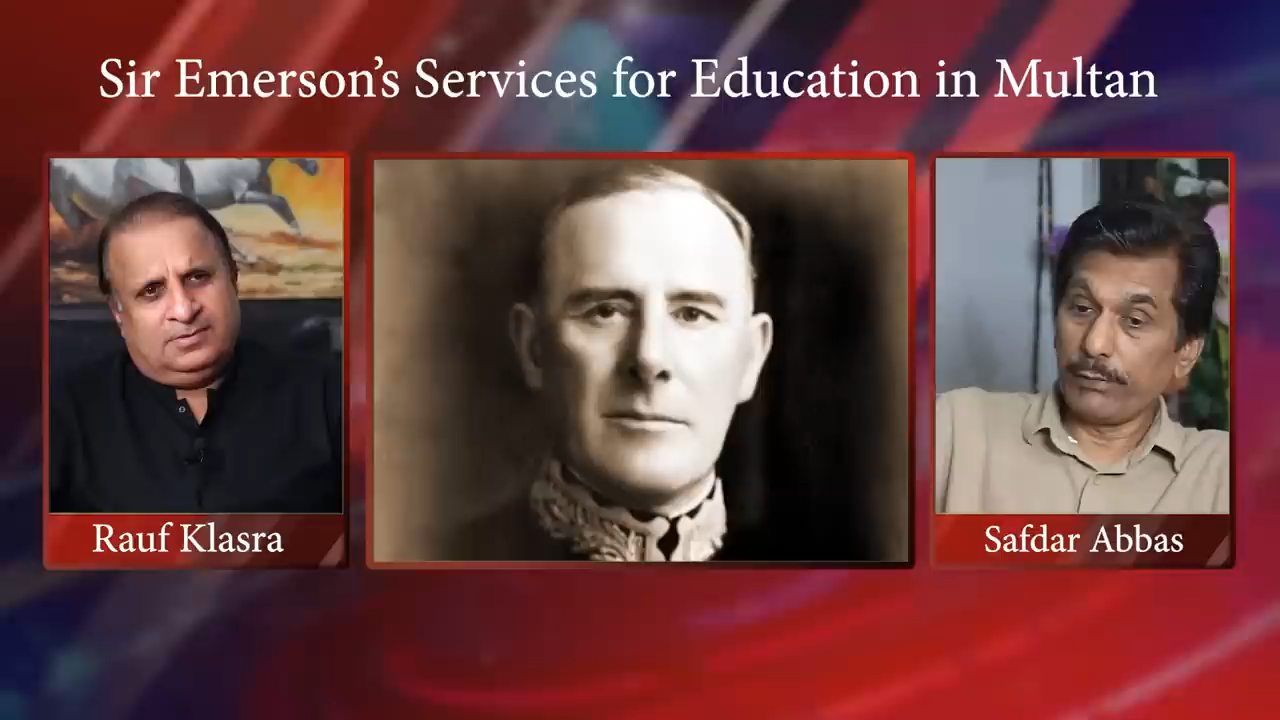 Sir Emerson’s Services for Education in Multan
Rauf Klasra
Safdar Abbas